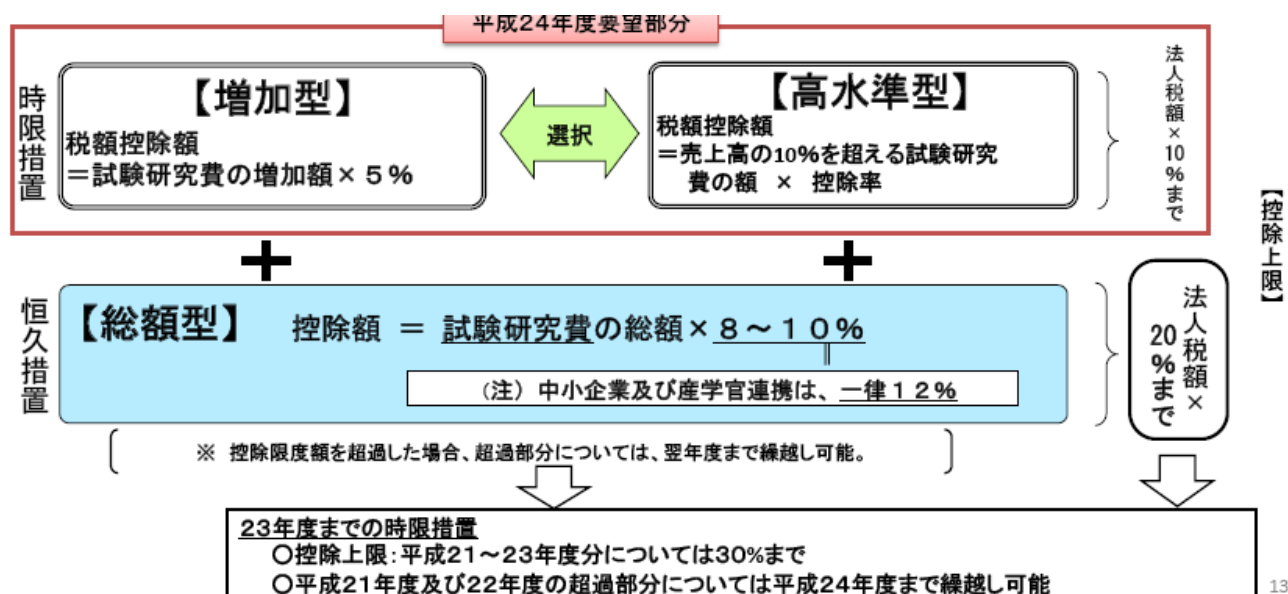 平成24年度要望部分
時限措置
【増加型】
税額控除額
＝試験研究費の増加額×５％
選択
【高水準型】
税額控除額
＝売上高の10％を超える試験研究
費の額　×　控除率
法人税額×10％まで
【控除上限】
恒久措置
【総額型】　控除額　＝　試験研究費の総額×８～１０％
（注）中小企業及び産学官連携は、一律１２％
法人税額×
20％まで
※　控除限度額を超過した場合、超過部分については、翌年度まで繰越し可能。
23年度までの時限措置
○控除上限：平成21～23年度分については30％まで
○平成21年度及び22年度の超過部分については平成24年度まで繰越し可能
13